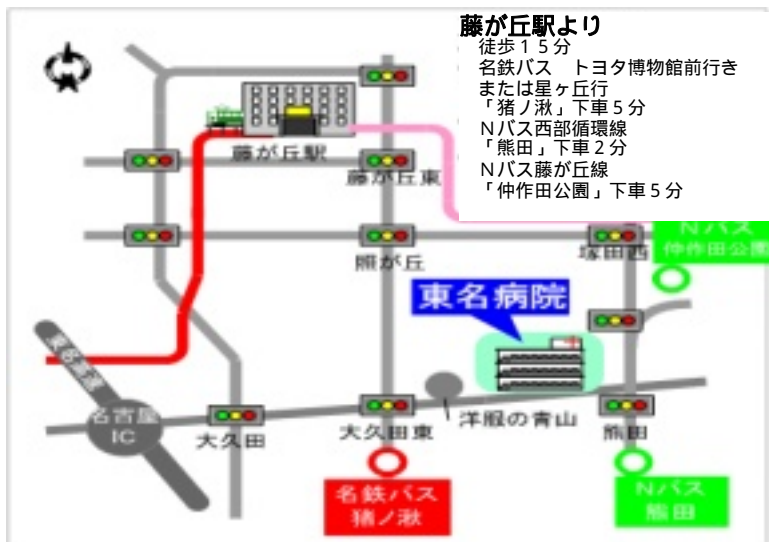 藤が丘駅より
徒歩１５分
名鉄バス　トヨタ博物館前行き
または星ヶ丘行
「猪ノ湫」下車５分
Ｎバス西部循環線
「熊田」下車２分
Ｎバス藤が丘線
「仲作田公園」下車５分
藤が丘駅
藤が丘東
照が丘
塚田西
Ｎバス
仲作田公園
東名病院
東名高速
名古屋
IC
大久田
大久田東
洋服の青山
熊田
名鉄バス
猪ノ湫
Ｎバス
熊田